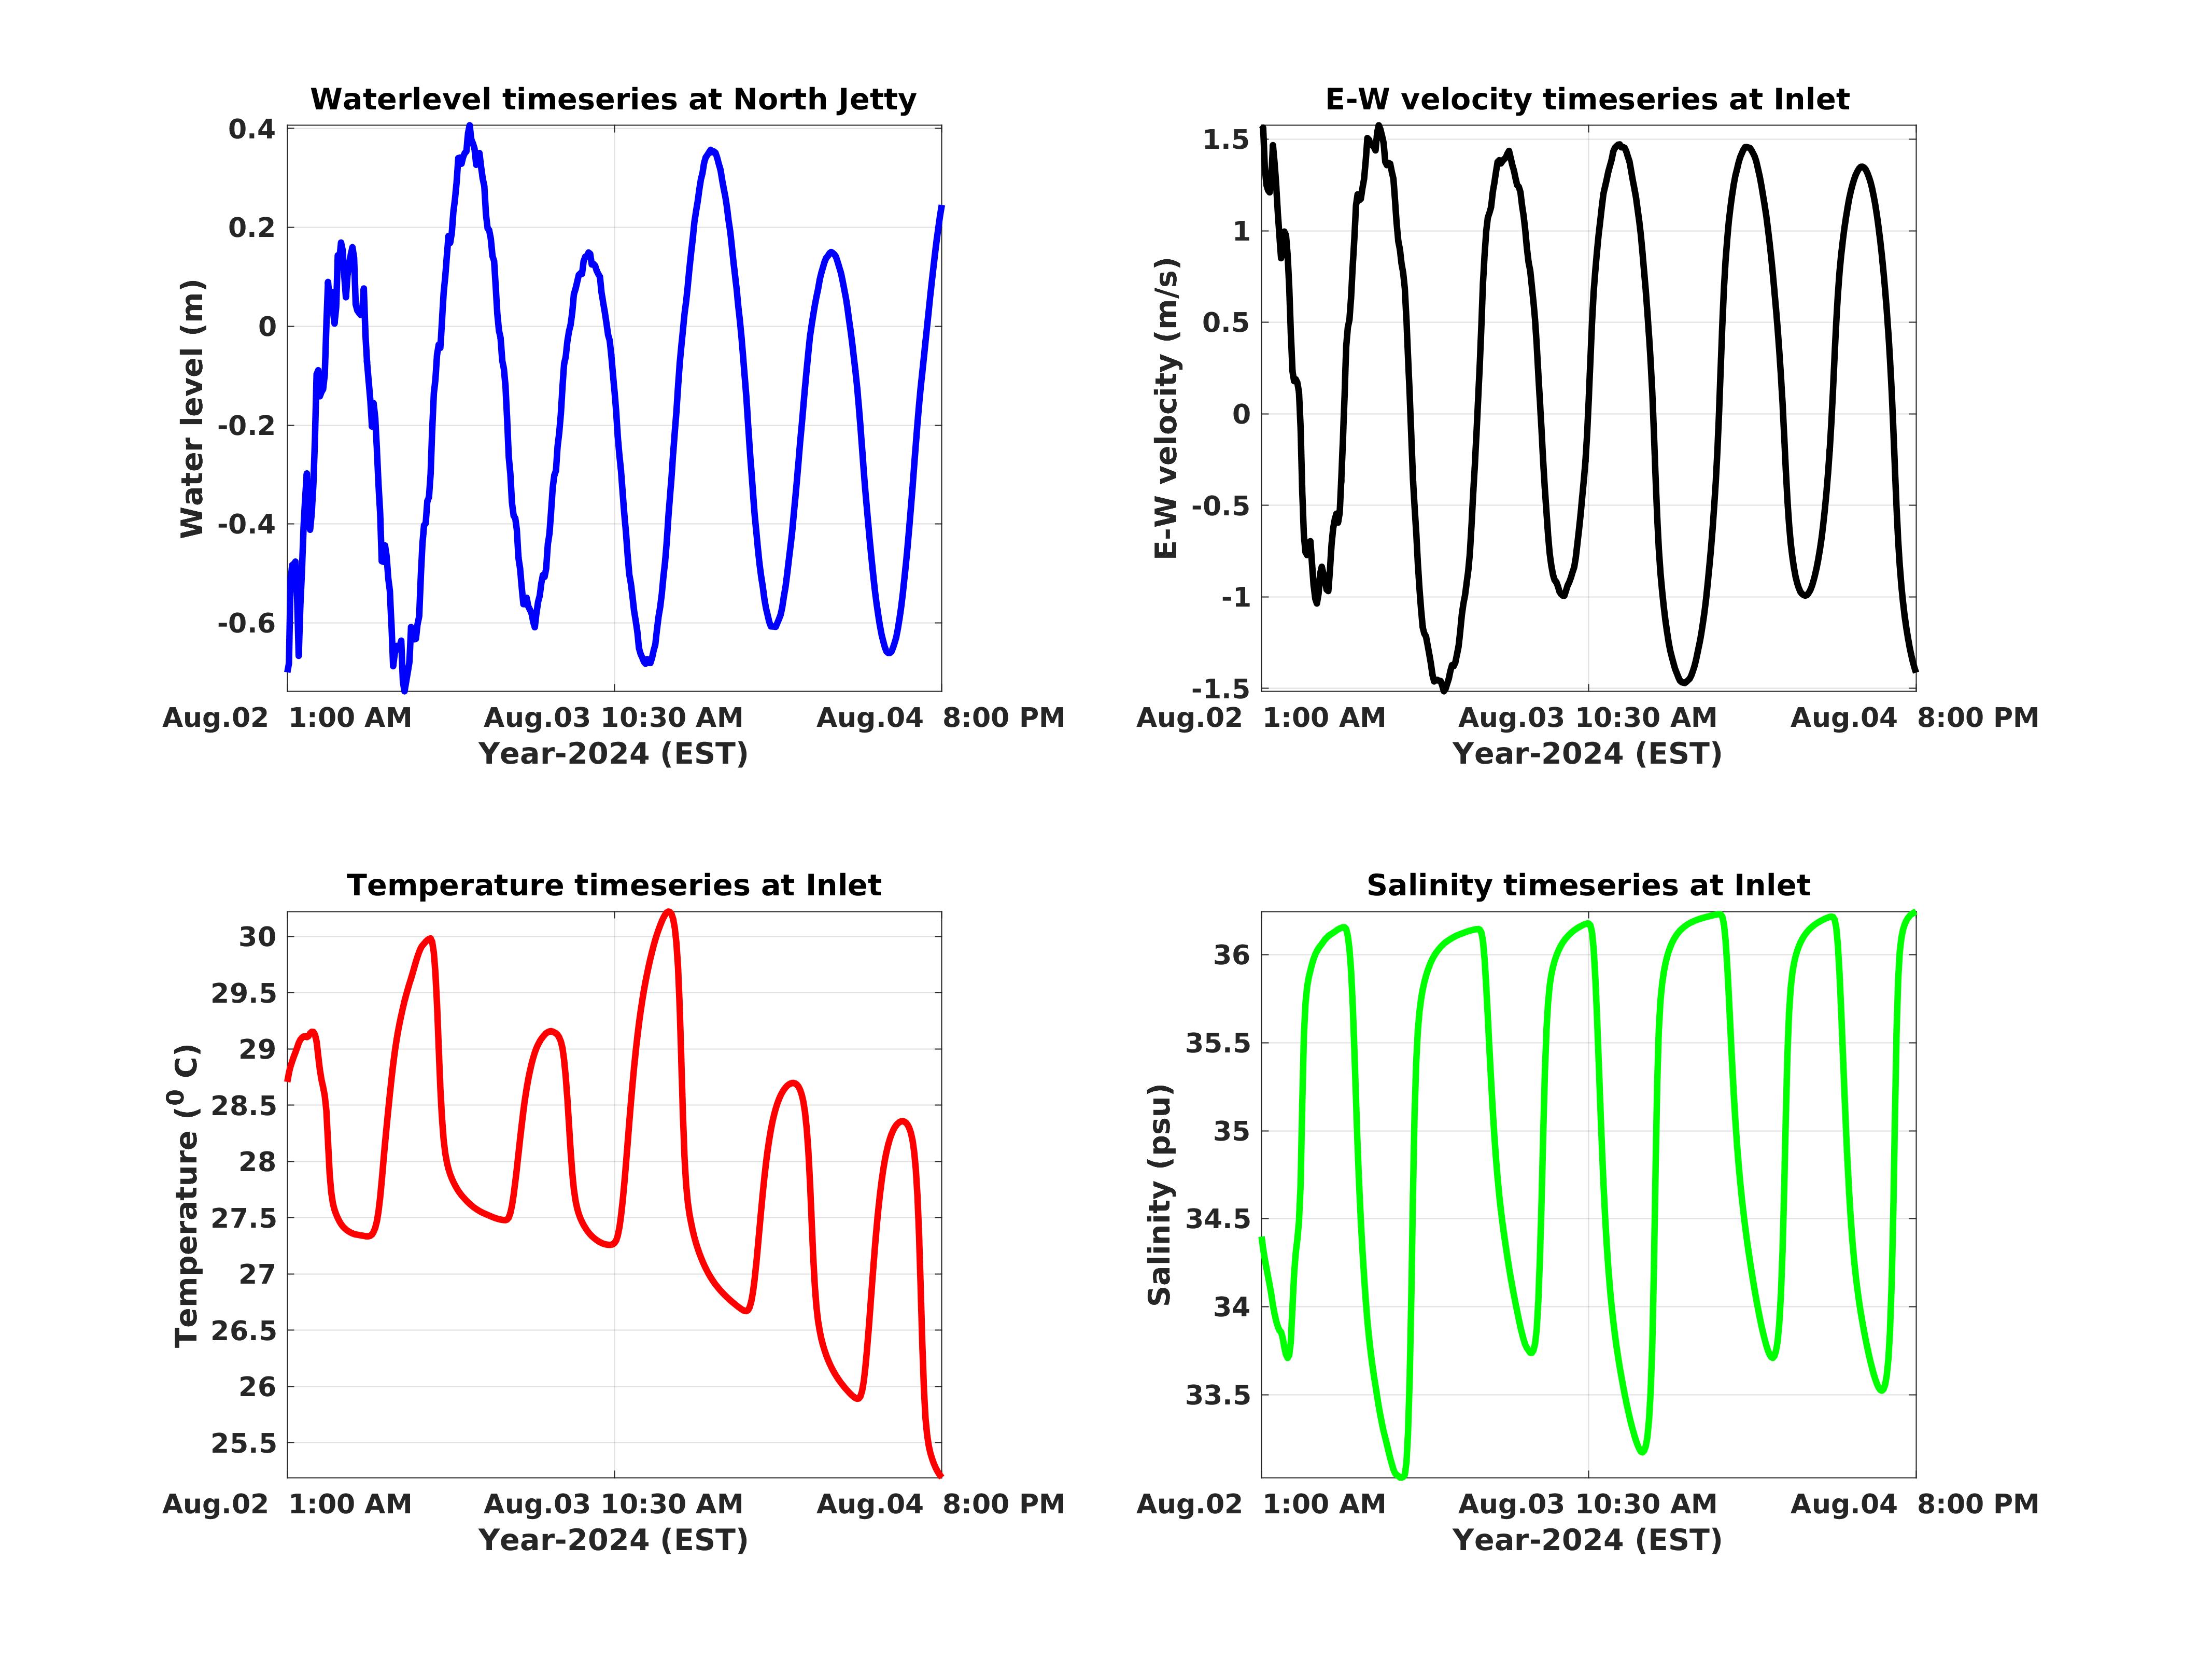 Waterlevel timeseries at North Jetty
0.4
0.2
0
-0.2
-0.4
-0.6
Water level (m)
Aug.02 1:00 AM Aug.03 10:30 AM Aug.04 8:00 PM
Year-2024 (EST)
E-W velocity timeseries at Inlet
1.5
1
0.5
0
-0.5
-1
-1.5
E-W velocity (m/s)
Aug.02 1:00 AM Aug.03 10:30 AM Aug.04 8:00 PM
Year-2024 (EST)
Temperature timeseries at Inlet
30
29.5
29
28.5
28
27.5
27
26.5
26
25.5
Temperature (⁰ C)
Aug.02 1:00 AM Aug.03 10:30 AM Aug.04 8:00 PM
Year-2024 (EST)
Salinity timeseries at Inlet
36
35.5
35
34.5
34
33.5
Salinity (psu)
Aug.02 1:00 AM Aug.03 10:30 AM Aug.04 8:00 PM
Year-2024 (EST)